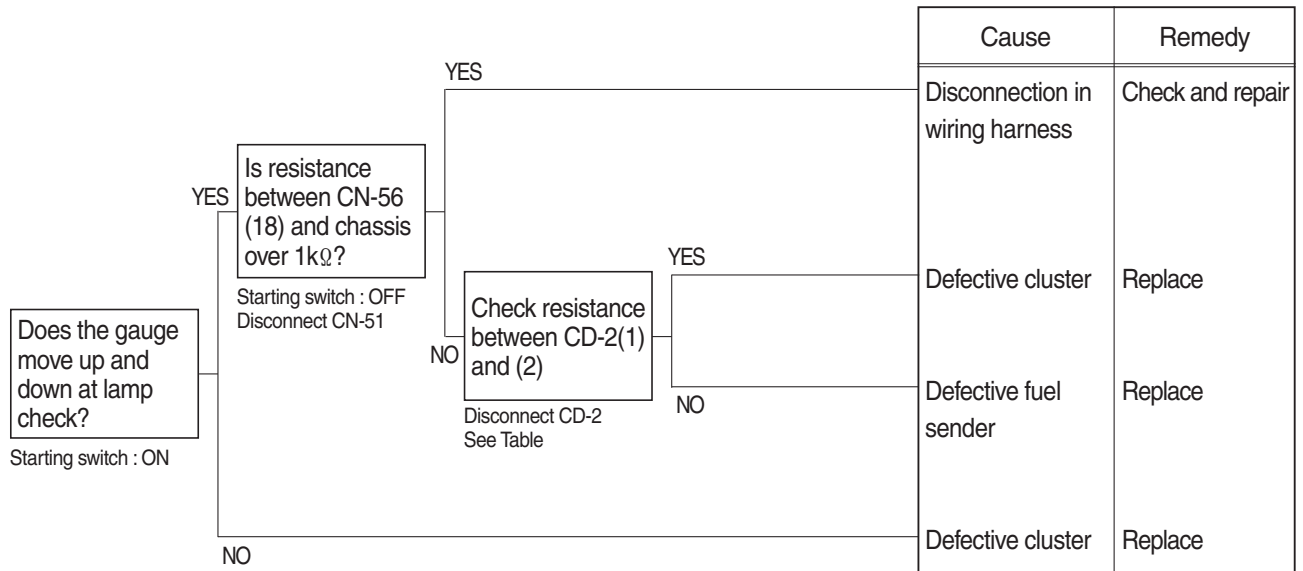 Cause
Remedy
YES
Disconnection in
wiring harness
Check and repair
Is resistance
between CN-56
(18) and chassis
over 1kΩ?
YES
Starting switch : OFF
Disconnect CN-51
YES
Defective cluster
Replace
Check resistance
between CD-2(1)
and (2)
NO
Disconnect CD-2
See Table
Does the gauge
move up and
down at lamp
check?
Starting switch : ON
NO
Defective fuel
sender
Replace
NO
Defective cluster
Replace